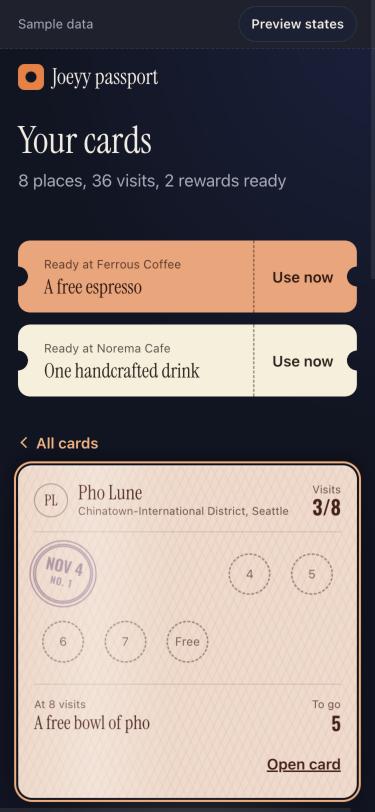 Sample data
Preview states
Joeyy passport
Your cards
8 places, 36 visits, 2 rewards ready
Ready at Ferrous Coffee
A free espresso
Use now
Ready at Norema Cafe
One handcrafted drink
Use now
All cards
PL
Pho Lune
Chinatown-International District, Seattle
Visits
3/8
NOV 4
NO. 1
4
5
6
7
Free
At 8 visits
A free bowl of pho
To go
5
Open card